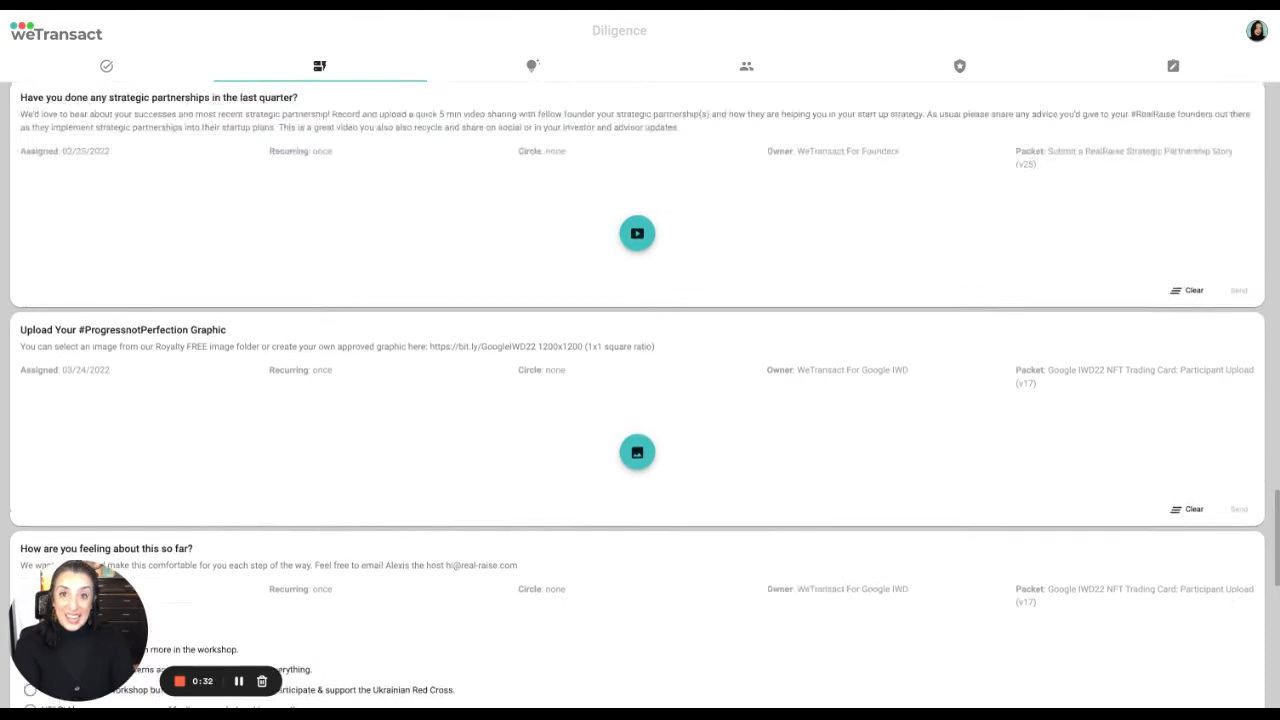 weTransact
Diligence
Have you done any strategic partnerships in the last quarter?
We'd love to hear about your successes and most recent strategic partnership! Record and upload a quick 5 min video sharing with fellow founder your strategic partnership(s) and how they are helping you in your start up strategy. As usual please share any advice you'd give to your #RealRaise founders out there
as they implement strategic partnerships into their startup plans. This is a great video you also also recycle and share on social or in your investor and advisor updates.
Assigned: 02/25/2022 Recurring: once Circle: none Owner: WeTransact For Founders Packet: Submit a RealRaise Strategic Partnership Story
(v25)
Clear Send
Upload Your #ProgressnotPerfection Graphic
You can select an image from our Royalty FREE image folder or create your own approved graphic here: https://bit.ly/GoogleIWD22 1200x1200 (1x1 square ratio)
Assigned: 03/24/2022 Recurring: once Circle: none Owner: WeTransact For Google IWD Packet: Google IWD22 NFT Trading Card: Participant Upload
(v17)
Clear Send
How are you feeling about this so far?
We want make this comfortable for you each step of the way. Feel free to email Alexis the host hi@real-raise.com
Recurring: once Circle: none Owner: WeTransact For Google IWD Packet: Google IWD22 NFT Trading Card: Participant Upload
(v17)
more in the workshop.
everything.
0:32
participate & support the Ukrainian Red Cross.